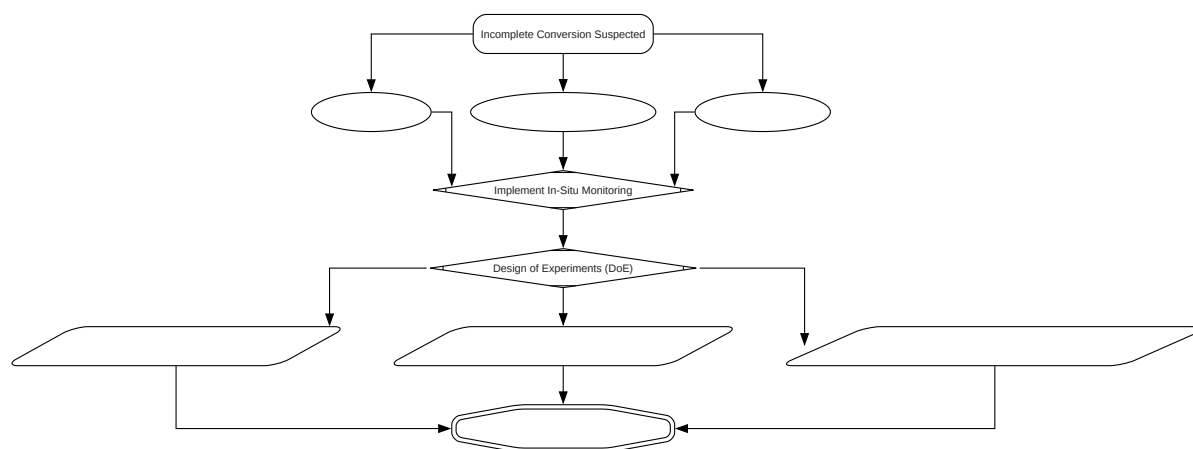 Incomplete Conversion Suspected
Implement In-Situ Monitoring
Design of Experiments (DoE)